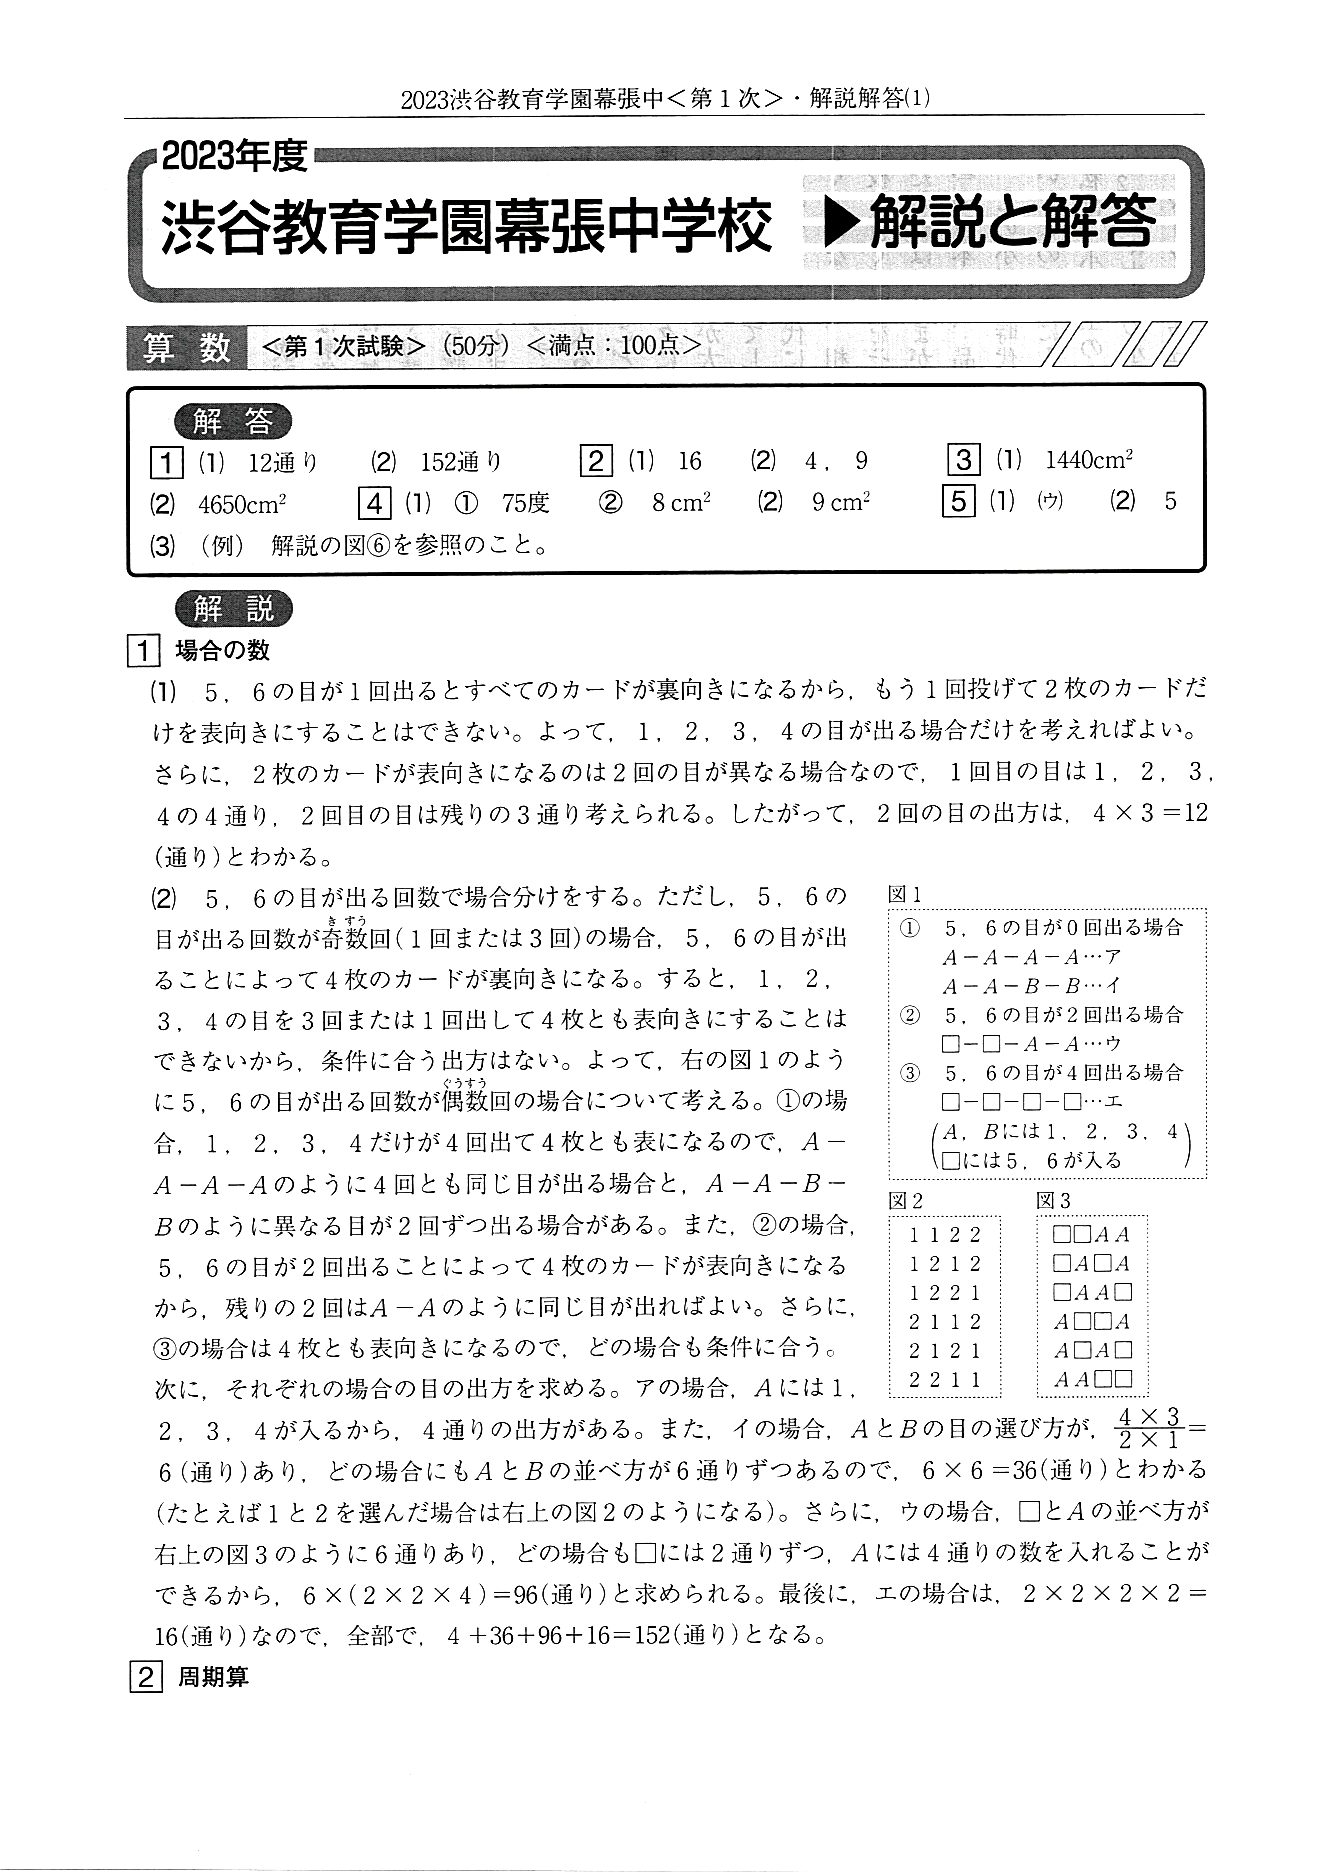 2023渋谷教育学園幕張中＜第１次＞・解説解答(1)
2023年度
渋谷教育学園幕張中学校 ▶解説と解答
算数 ＜第１次試験＞（50分）＜満点：100点＞
解答
1 (1) 12通り (2) 152通り 2 (1) 16 (2) 4，9 3 (1) 1440cm²
(2) 4650cm² 4 (1) ① 75度 ② 8cm² (2) 9cm² 5 (1) (ウ) (2) 5
(3) （例） 解説の図⑥を参照のこと。
解説
1 場合の数
(1) 5，6の目が1回出るとすべてのカードが裏向きになるから，もう1回投げて2枚のカードだ
けを表向きにすることはできない。よって，1，2，3，4の目が出る場合だけを考えればよい。
さらに，2枚のカードが表向きになるのは2回の目が異なる場合なので，1回目の目は1，2，3，
4の4通り，2回目の目は残りの3通り考えられる。したがって，2回の目の出方は，4×3＝12
(通り)とわかる。
(2) 5，6の目が出る回数で場合分けをする。ただし，5，6の
きすう
目が出る回数が奇数回(1回または3回)の場合，5，6の目が出
ることによって4枚のカードが裏向きになる。すると，1，2，
3，4の目を3回または1回出して4枚とも表向きにすることは
できないから，条件に合う出方はない。よって，右の図1のよう
ぐうすう
に5，6の目が出る回数が偶数回の場合について考える。①の場
合，1，2，3，4だけが4回出て4枚とも表になるので，A－
A－A－Aのように4回とも同じ目が出る場合と，A－A－B－
Bのように異なる目が2回ずつ出る場合がある。また，②の場合，
5，6の目が2回出ることによって4枚のカードが表向きになる
から，残りの2回はA－Aのように同じ目が出ればよい。さらに，
③の場合は4枚とも表向きになるので，どの場合も条件に合う。
次に，それぞれの場合の目の出方を求める。アの場合，Aには1，
図1
① 5，6の目が0回出る場合
A－A－A－A…ア
A－A－B－B…イ
② 5，6の目が2回出る場合
□－□－A－A…ウ
③ 5，6の目が4回出る場合
□－□－□－□…エ
(A，Bには1，2，3，4
□には5，6が入る)
図2
1 1 2 2
1 2 1 2
1 2 2 1
2 1 1 2
2 1 2 1
2 2 1 1
図3
□□AA
□A□A
□AA□
A□□A
A□A□
AA□□
2，3，4が入るから，4通りの出方がある。また，イの場合，AとBの目の選び方が，4×3/2×1＝
6(通り)あり，どの場合にもAとBの並べ方が6通りずつあるので，6×6＝36(通り)とわかる
(たとえば1と2を選んだ場合は右上の図2のようになる)。さらに，ウの場合，□とAの並べ方が
右上の図3のように6通りあり，どの場合も□には2通りずつ，Aには4通りの数を入れることが
できるから，6×(2×2×4)＝96(通り)と求められる。最後に，エの場合は，2×2×2×2＝
16(通り)なので，全部で，4＋36＋96＋16＝152(通り)となる。
2 周期算